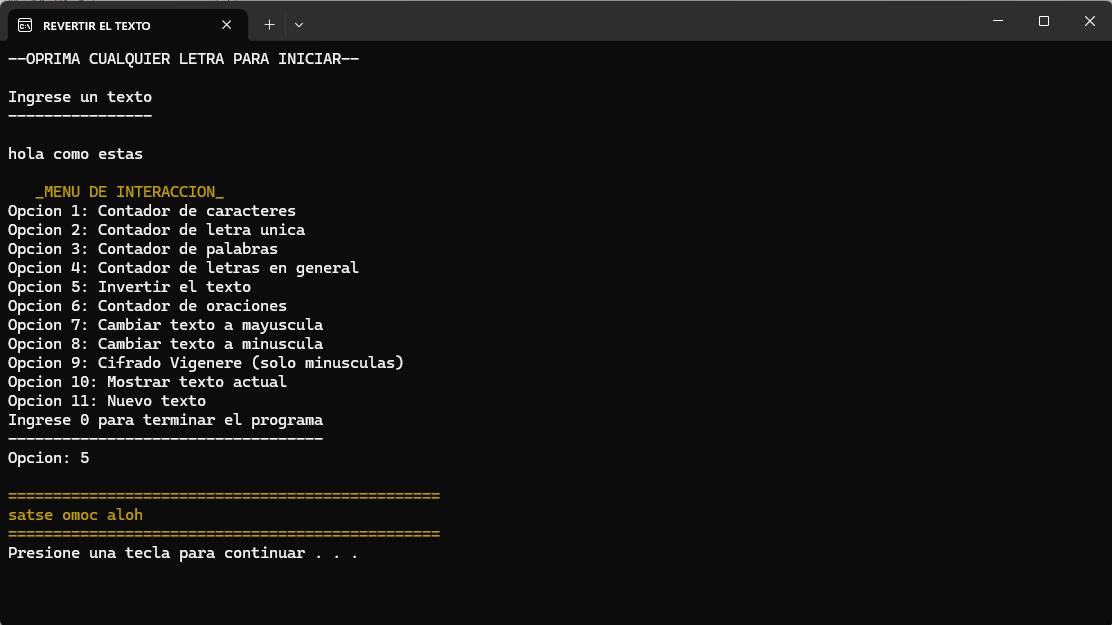 REVERTIR EL TEXTO
--OPRIMA CUALQUIER LETRA PARA INICIAR--
Ingrese un texto
----------------
hola como estas
_MENU DE INTERACCION_
Opcion 1: Contador de caracteres
Opcion 2: Contador de letra unica
Opcion 3: Contador de palabras
Opcion 4: Contador de letras en general
Opcion 5: Invertir el texto
Opcion 6: Contador de oraciones
Opcion 7: Cambiar texto a mayuscula
Opcion 8: Cambiar texto a minuscula
Opcion 9: Cifrado Vigenere (solo minusculas)
Opcion 10: Mostrar texto actual
Opcion 11: Nuevo texto
Ingrese 0 para terminar el programa
-----------------------------------
Opcion: 5
================================================
satse omoc aloh
================================================
Presione una tecla para continuar . . .